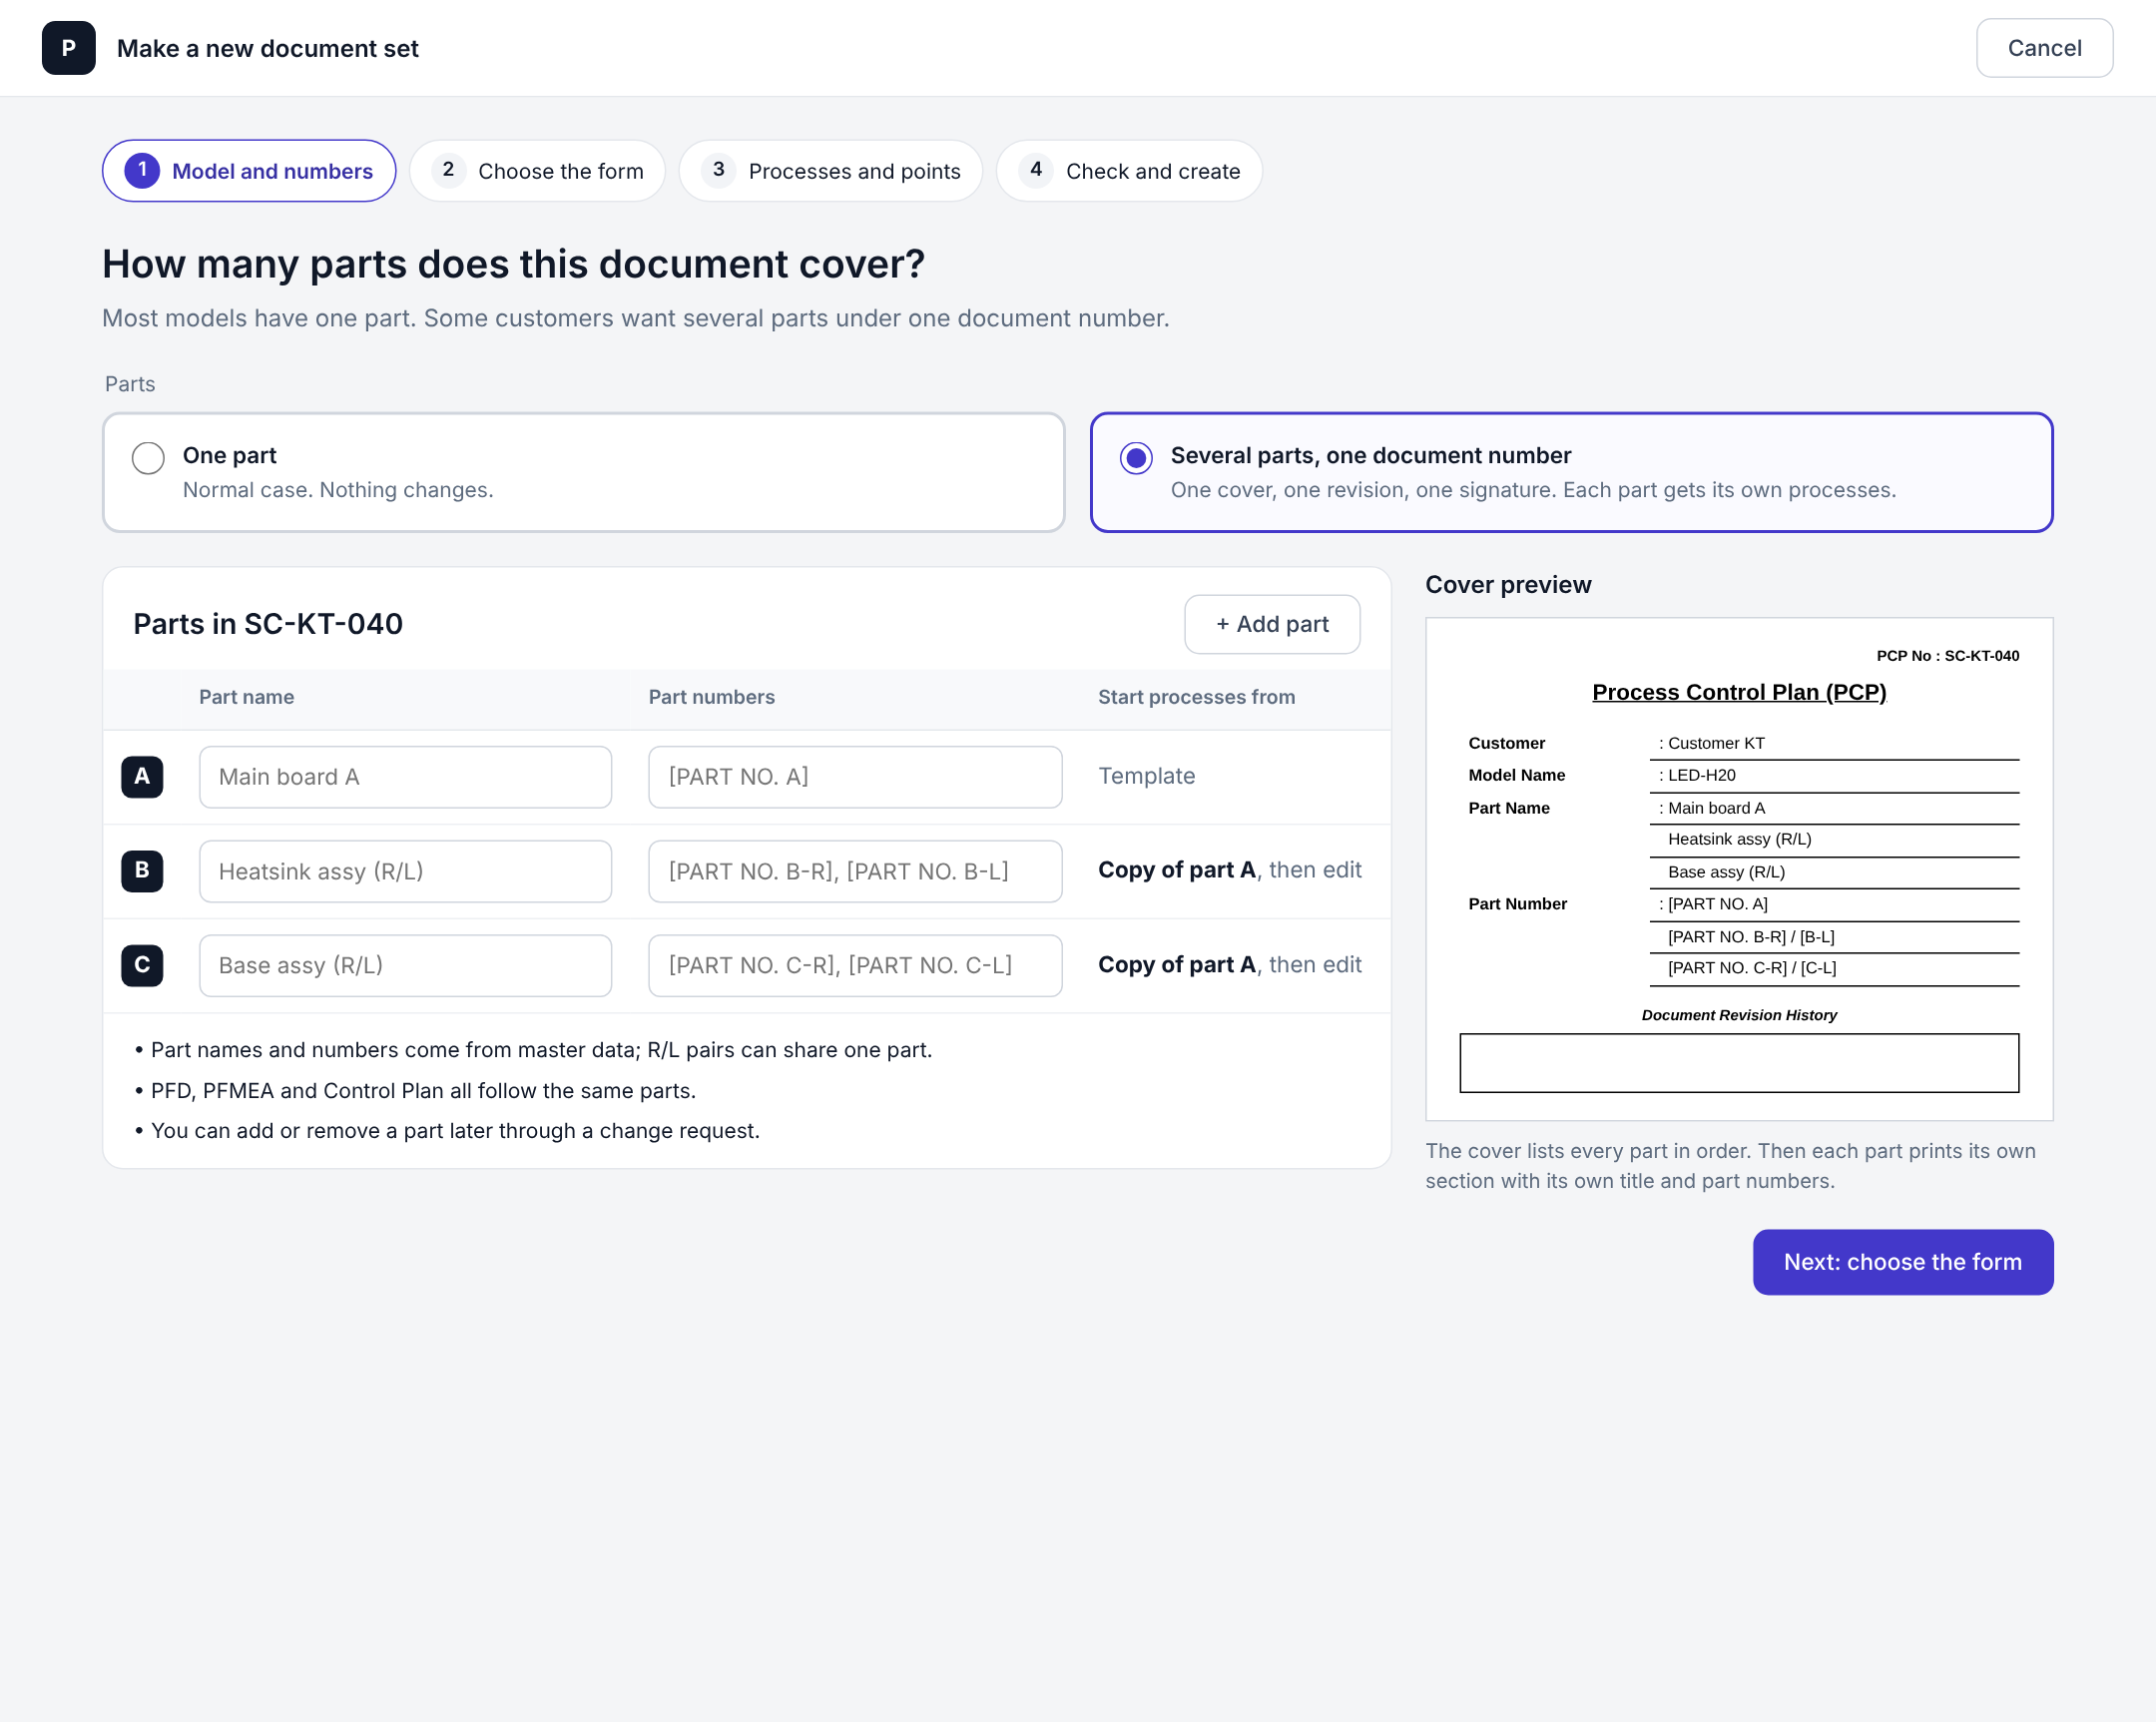 P Make a new document set Cancel
1 Model and numbers 2 Choose the form 3 Processes and points 4 Check and create
How many parts does this document cover?
Most models have one part. Some customers want several parts under one document number.
Parts
One part
Normal case. Nothing changes.
Several parts, one document number
One cover, one revision, one signature. Each part gets its own processes.
Parts in SC-KT-040
+ Add part
Part name Part numbers Start processes from
A Main board A [PART NO. A] Template
B Heatsink assy (R/L) [PART NO. B-R], [PART NO. B-L] Copy of part A, then edit
C Base assy (R/L) [PART NO. C-R], [PART NO. C-L] Copy of part A, then edit
• Part names and numbers come from master data; R/L pairs can share one part.
• PFD, PFMEA and Control Plan all follow the same parts.
• You can add or remove a part later through a change request.
Cover preview
PCP No : SC-KT-040
Process Control Plan (PCP)
Customer : Customer KT
Model Name : LED-H20
Part Name : Main board A
Heatsink assy (R/L)
Base assy (R/L)
Part Number : [PART NO. A]
[PART NO. B-R] / [B-L]
[PART NO. C-R] / [C-L]
Document Revision History
The cover lists every part in order. Then each part prints its own
section with its own title and part numbers.
Next: choose the form